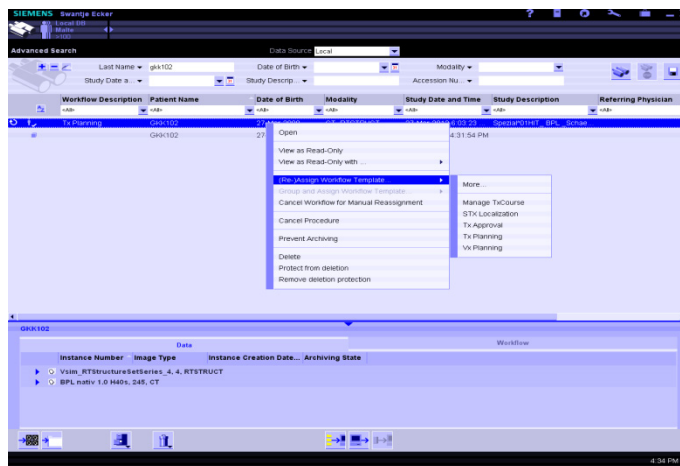 SIEMENS Swantje Ecker
Local DB
Malte
>100
Advanced Search
Data Source Local
Last Name gkk102 Date of Birth Modality
Study Date a... Study Descrip... Accession Nu...
Workflow Description Patient Name Date of Birth Modality Study Date and Time Study Description Referring Physician
<All> <All> <All> <All> <All> <All> <All>
Tx Planning GKK102
GKK102 4:31:54 PM
Open
View as Read-Only
View as Read-Only with ...
(Re-)Assign Workflow Template
Group and Assign Workflow Template...
Cancel Workflow for Manual Reassignment
Cancel Procedure
Prevent Archiving
Delete
Protect from deletion
Remove deletion protection
More...
Manage TxCourse
STX Localization
Tx Approval
Tx Planning
Vx Planning
GKK102
Data Workflow
Instance Number Image Type Instance Creation Date... Archiving State
Vsim_RTStructureSetSeries_4, 4, RTSTRUCT
BPL nativ 1.0 H40s, 245, CT
4:34 PM